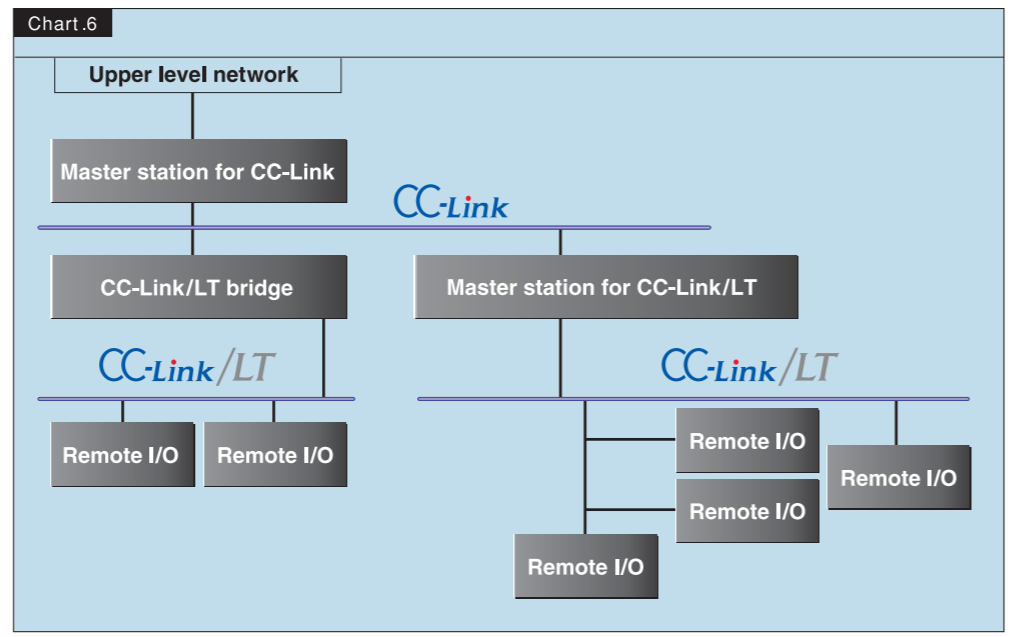 Chart.6
Upper level network
Master station for CC-Link
CC-Link
CC-Link/LT bridge
Master station for CC-Link/LT
CC-Link/LT
CC-Link/LT
Remote I/O
Remote I/O
Remote I/O
Remote I/O
Remote I/O
Remote I/O